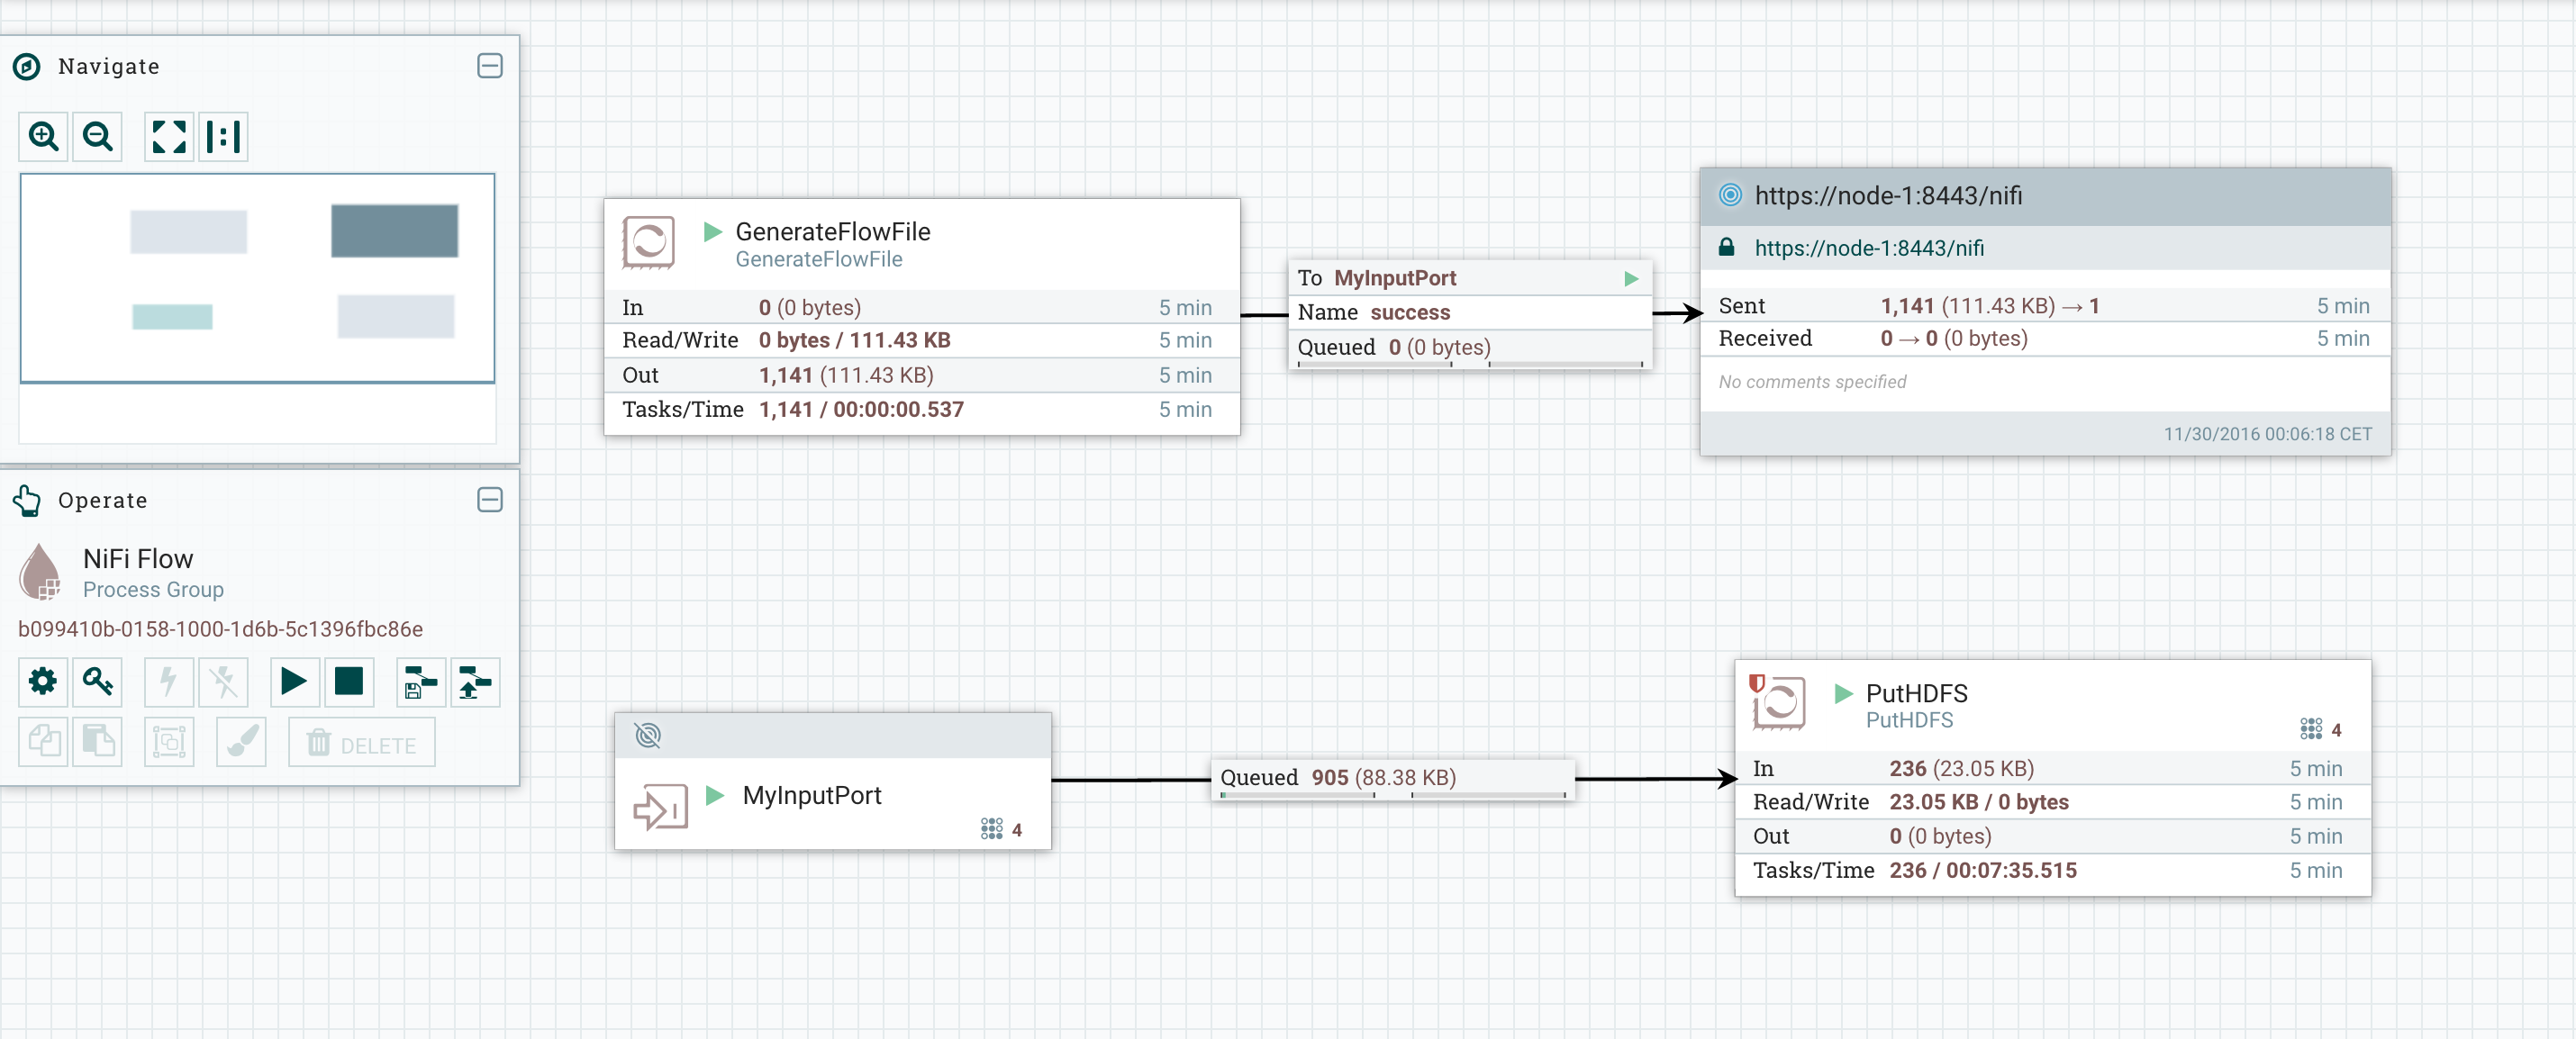 Navigate
Operate
NiFi Flow
Process Group
b099410b-0158-1000-1d6b-5c1396fbc86e
DELETE
GenerateFlowFile
GenerateFlowFile
In 0 (0 bytes) 5 min
Read/Write 0 bytes / 111.43 KB 5 min
Out 1,141 (111.43 KB) 5 min
Tasks/Time 1,141 / 00:00:00.537 5 min
To MyInputPort
Name success
Queued 0 (0 bytes)
https://node-1:8443/nifi
https://node-1:8443/nifi
Sent 1,141 (111.43 KB) → 1 5 min
Received 0 → 0 (0 bytes) 5 min
No comments specified
11/30/2016 00:06:18 CET
MyInputPort
4
Queued 905 (88.38 KB)
PutHDFS
PutHDFS
4
In 236 (23.05 KB) 5 min
Read/Write 23.05 KB / 0 bytes 5 min
Out 0 (0 bytes) 5 min
Tasks/Time 236 / 00:07:35.515 5 min